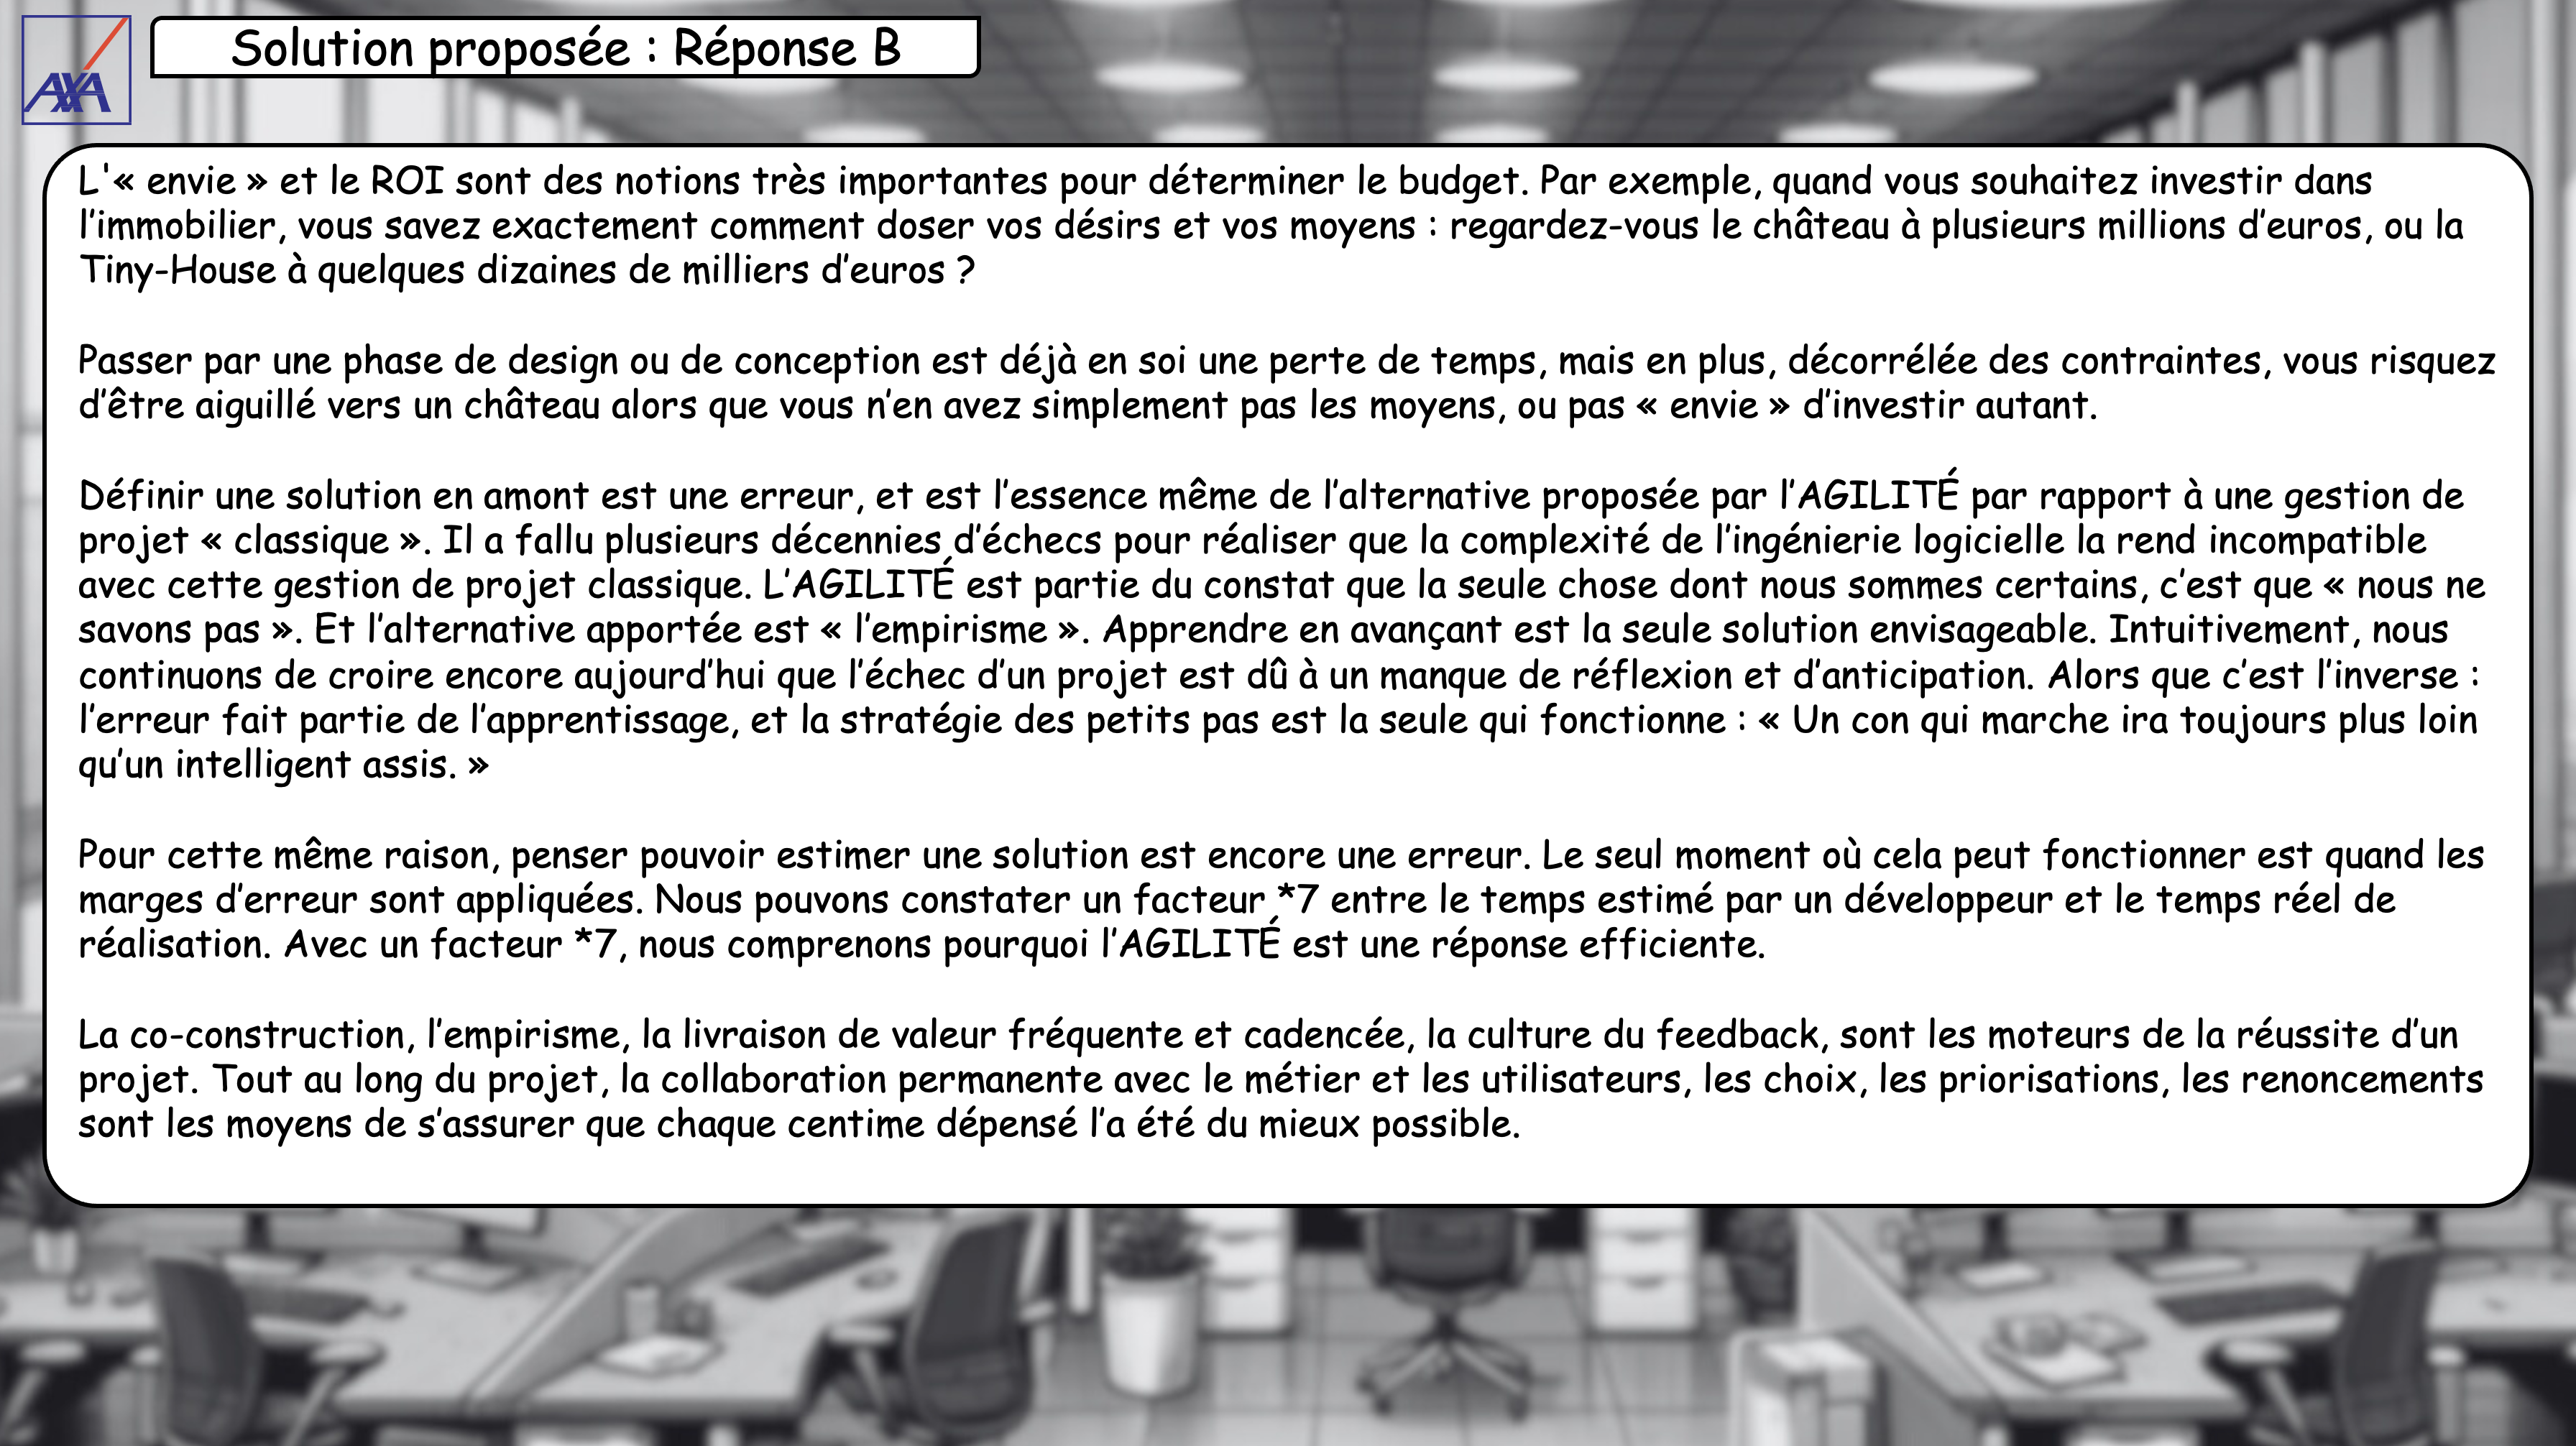 AXA
Solution proposée : Réponse B
L'« envie » et le ROI sont des notions très importantes pour déterminer le budget. Par exemple, quand vous souhaitez investir dans
l’immobilier, vous savez exactement comment doser vos désirs et vos moyens : regardez-vous le château à plusieurs millions d’euros, ou la
Tiny-House à quelques dizaines de milliers d’euros ?
Passer par une phase de design ou de conception est déjà en soi une perte de temps, mais en plus, décorrélée des contraintes, vous risquez
d’être aiguillé vers un château alors que vous n’en avez simplement pas les moyens, ou pas « envie » d’investir autant.
Définir une solution en amont est une erreur, et est l’essence même de l’alternative proposée par l’AGILITÉ par rapport à une gestion de
projet « classique ». Il a fallu plusieurs décennies d’échecs pour réaliser que la complexité de l’ingénierie logicielle la rend incompatible
avec cette gestion de projet classique. L’AGILITÉ est partie du constat que la seule chose dont nous sommes certains, c’est que « nous ne
savons pas ». Et l’alternative apportée est « l’empirisme ». Apprendre en avançant est la seule solution envisageable. Intuitivement, nous
continuons de croire encore aujourd’hui que l’échec d’un projet est dû à un manque de réflexion et d’anticipation. Alors que c’est l’inverse :
l’erreur fait partie de l’apprentissage, et la stratégie des petits pas est la seule qui fonctionne : « Un con qui marche ira toujours plus loin
qu’un intelligent assis. »
Pour cette même raison, penser pouvoir estimer une solution est encore une erreur. Le seul moment où cela peut fonctionner est quand les
marges d’erreur sont appliquées. Nous pouvons constater un facteur *7 entre le temps estimé par un développeur et le temps réel de
réalisation. Avec un facteur *7, nous comprenons pourquoi l’AGILITÉ est une réponse efficiente.
La co-construction, l’empirisme, la livraison de valeur fréquente et cadencée, la culture du feedback, sont les moteurs de la réussite d’un
projet. Tout au long du projet, la collaboration permanente avec le métier et les utilisateurs, les choix, les priorisations, les renoncements
sont les moyens de s’assurer que chaque centime dépensé l’a été du mieux possible.